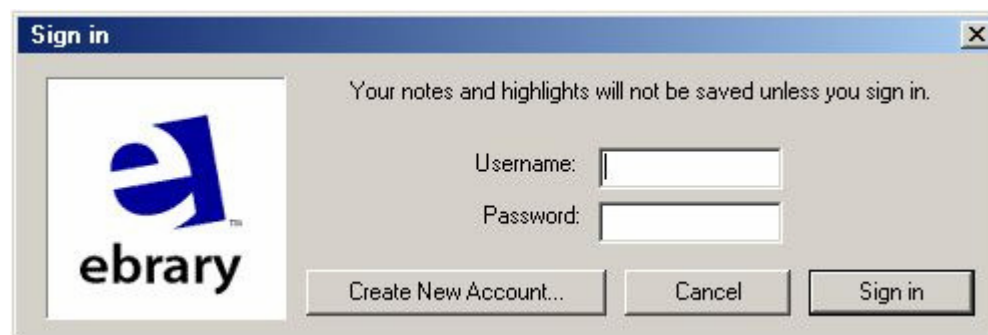 Sign in
Your notes and highlights will not be saved unless you sign in.
Username:
Password:
e™
ebrary
Create New Account... Cancel Sign in